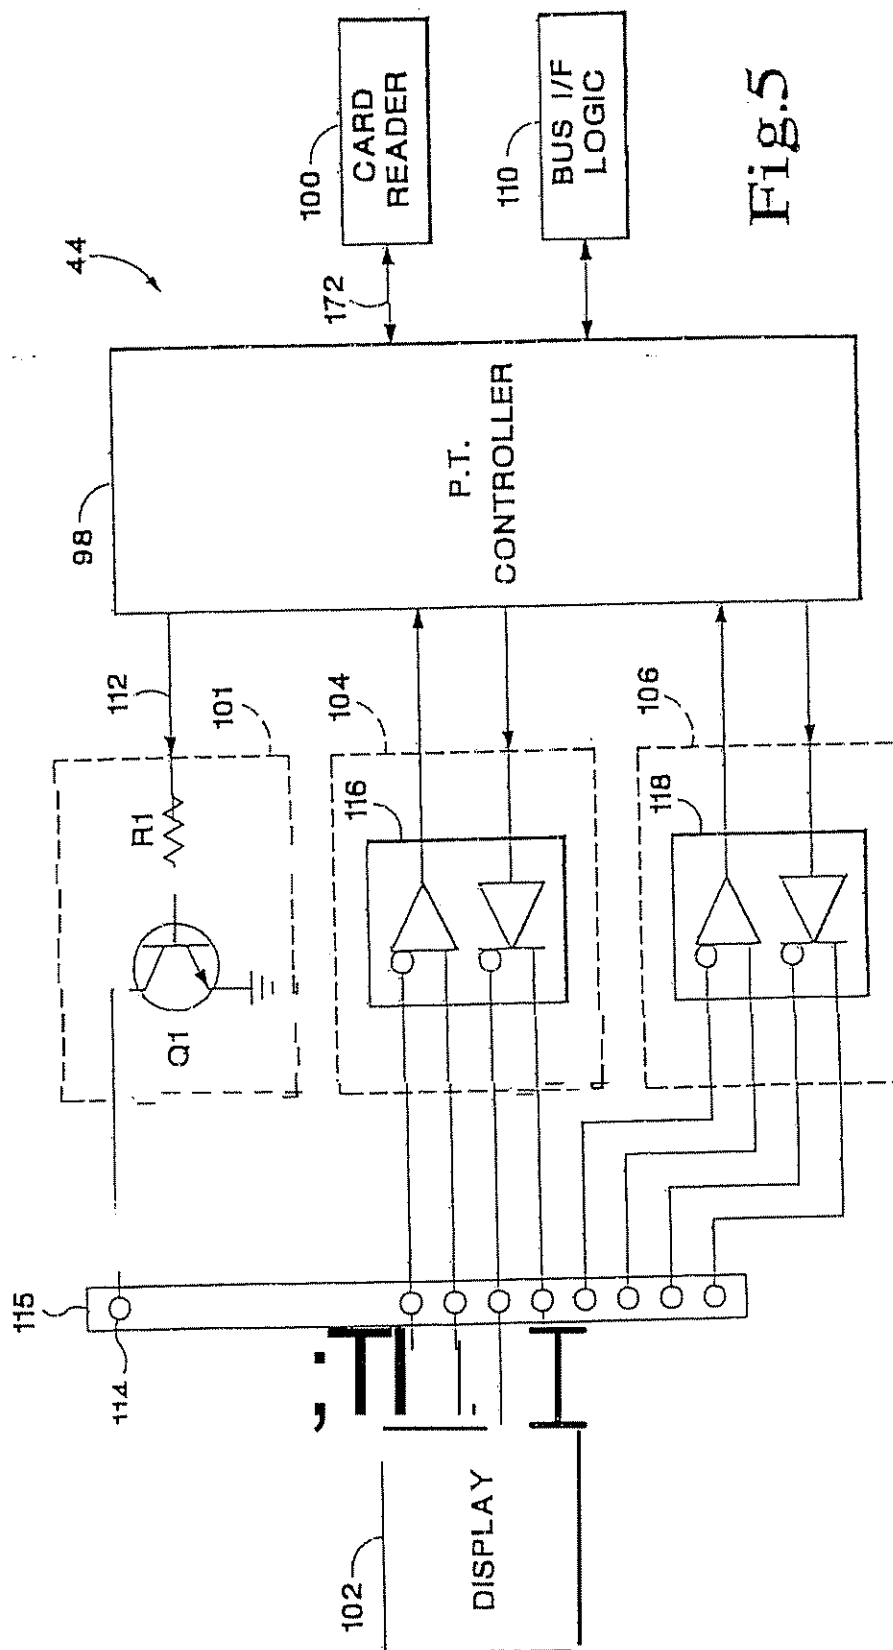 44
98
P.T.
CONTROLLER
100
CARD
READER
172
110
BUS I/F
LOGIC
112
101
R1
Q1
104
116
106
118
115
114
102
DISPLAY
Fig.5